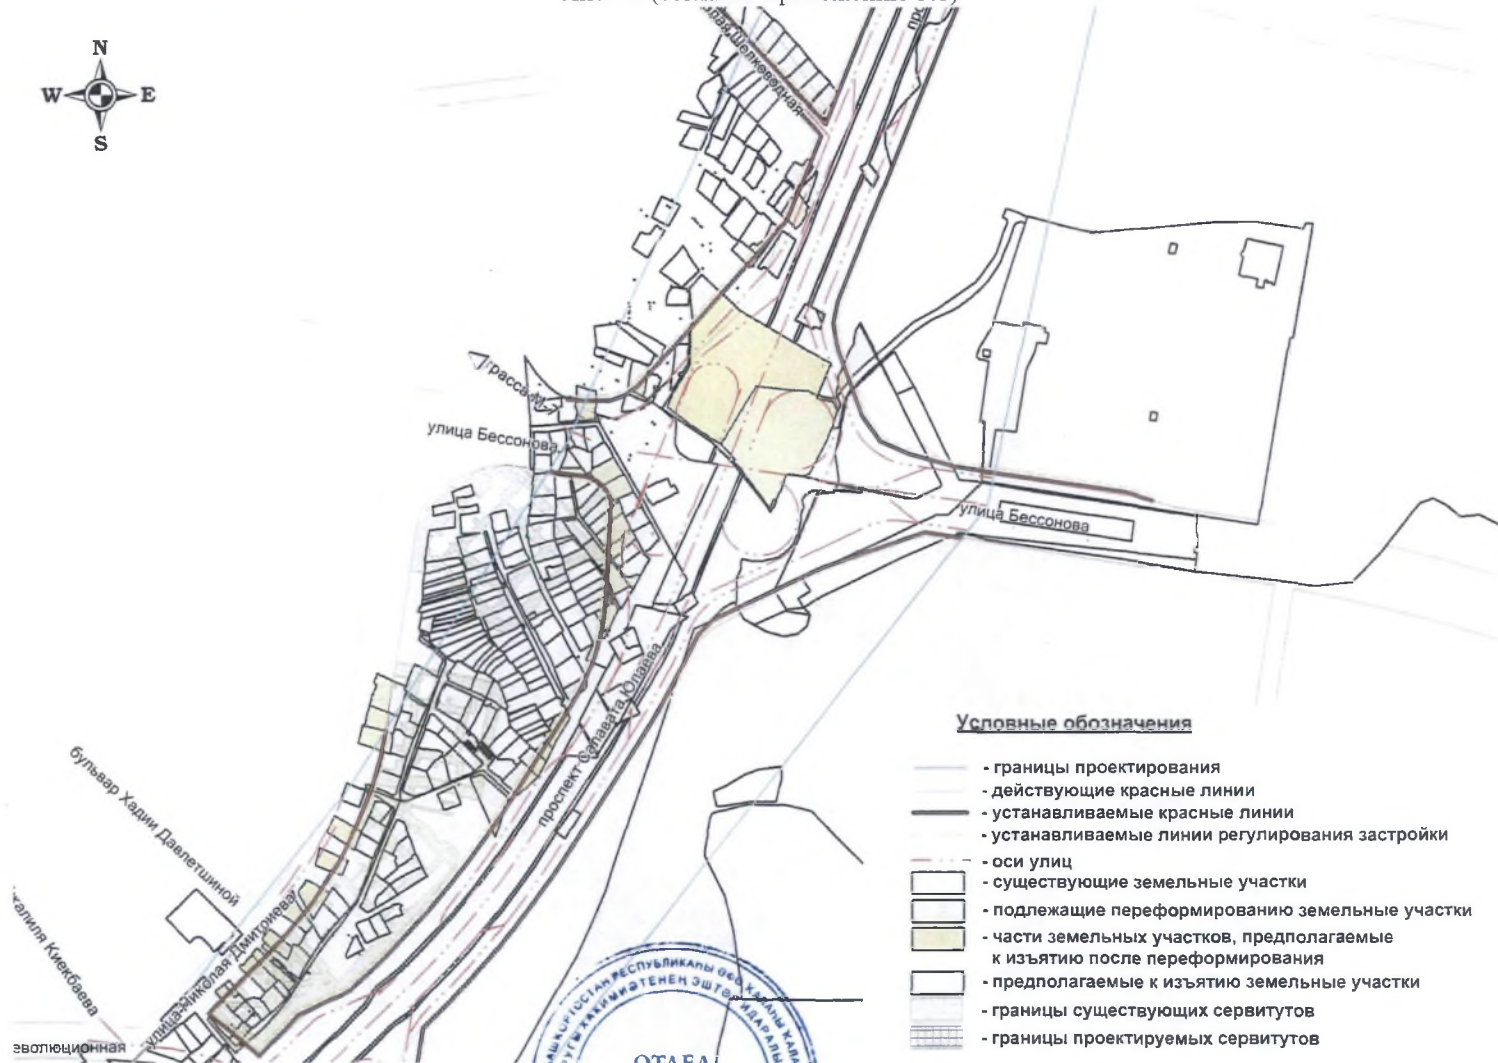 N
W E
S
Шелководная
трасса М
улица Бессонова
улица Бессонова
проспект Салавата Юлаева
бульвар Хадии Давлетшиной
улица Николая Дмитриева
Киекбаева
Условные обозначения
- границы проектирования
- действующие красные линии
- устанавливаемые красные линии
- устанавливаемые линии регулирования застройки
- оси улиц
- существующие земельные участки
- подлежащие переформированию земельные участки
- части земельных участков, предполагаемые
к изъятию после переформирования
- предполагаемые к изъятию земельные участки
- границы существующих сервитутов
- границы проектируемых сервитутов